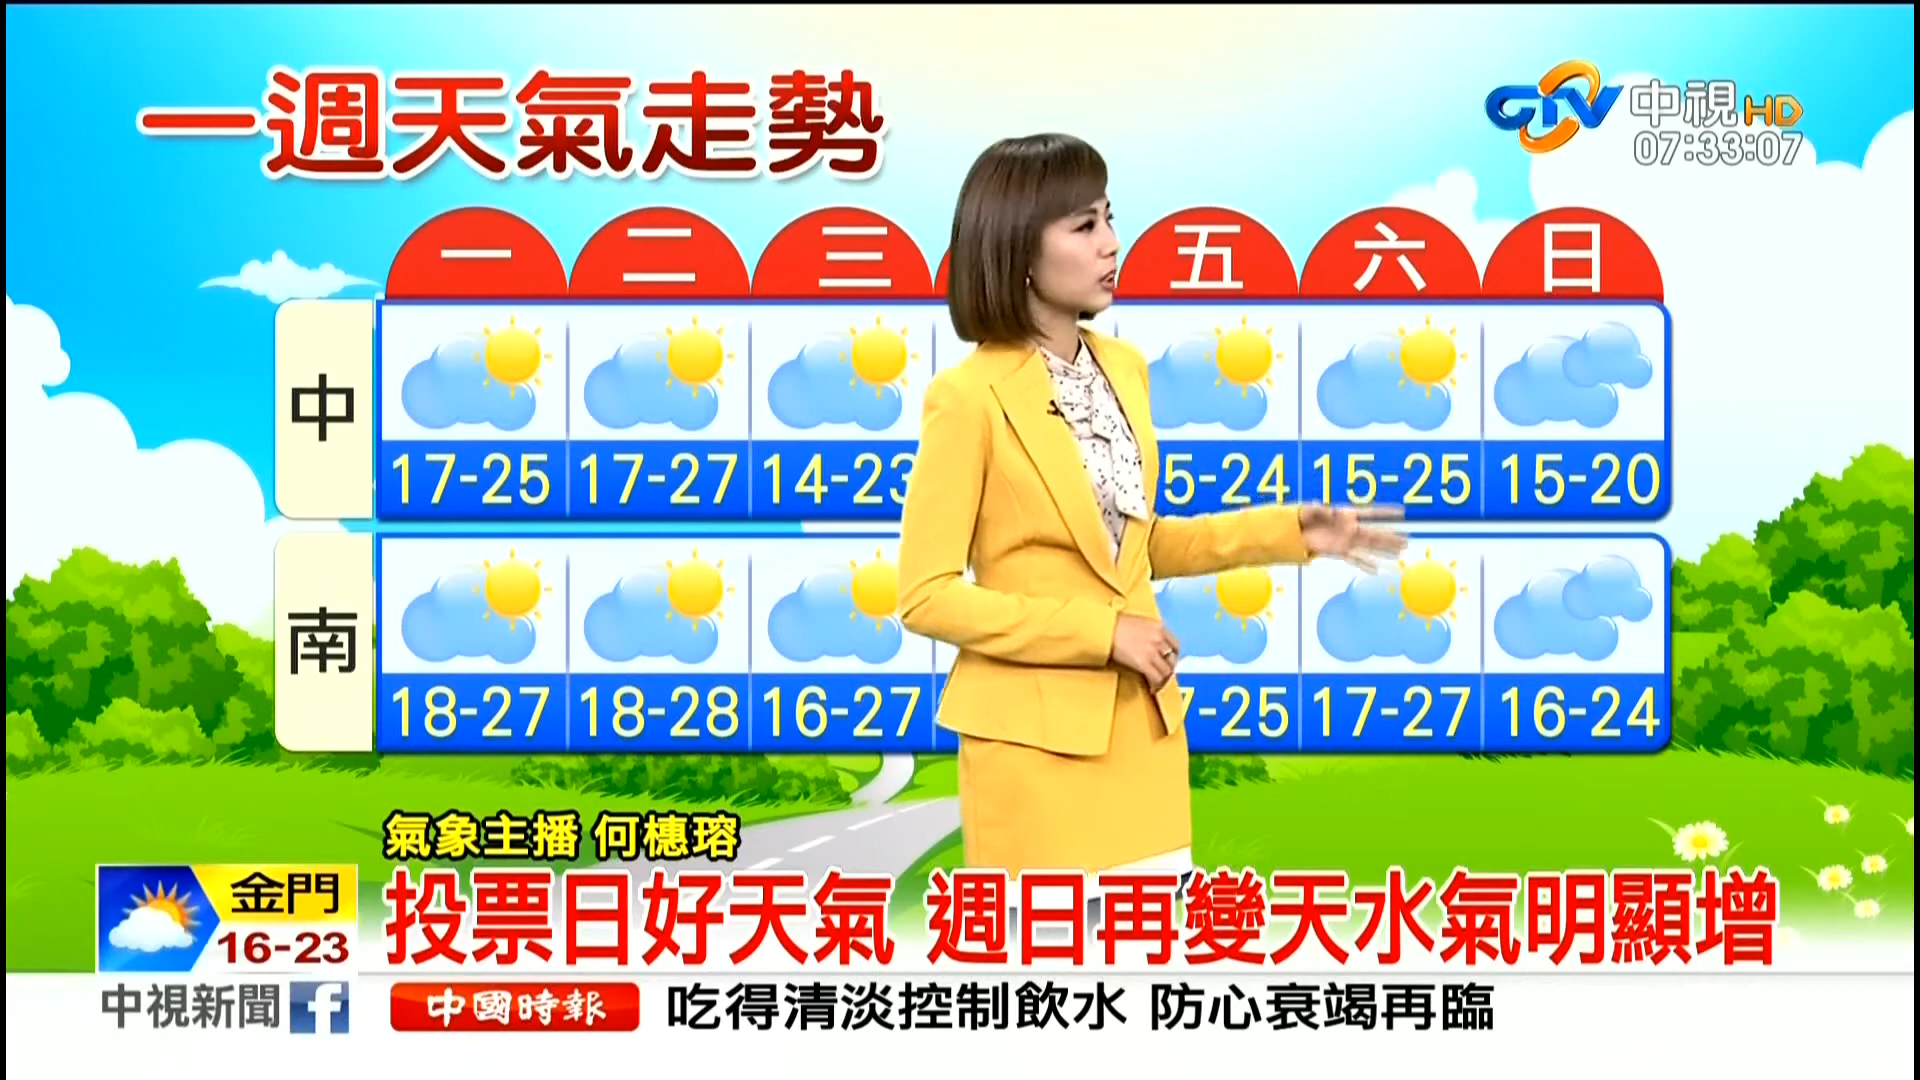 一週天氣走勢
CTV 中視HD
07:33:07
一 二 三 五 六 日
中
17-25 17-27 14-23 5-24 15-25 15-20
南
18-27 18-28 16-27 7-25 17-27 16-24
氣象主播 何橞瑢
金門
16-23
投票日好天氣 週日再變天水氣明顯增
中視新聞 f
中國時報 吃得清淡控制飲水 防心衰竭再臨